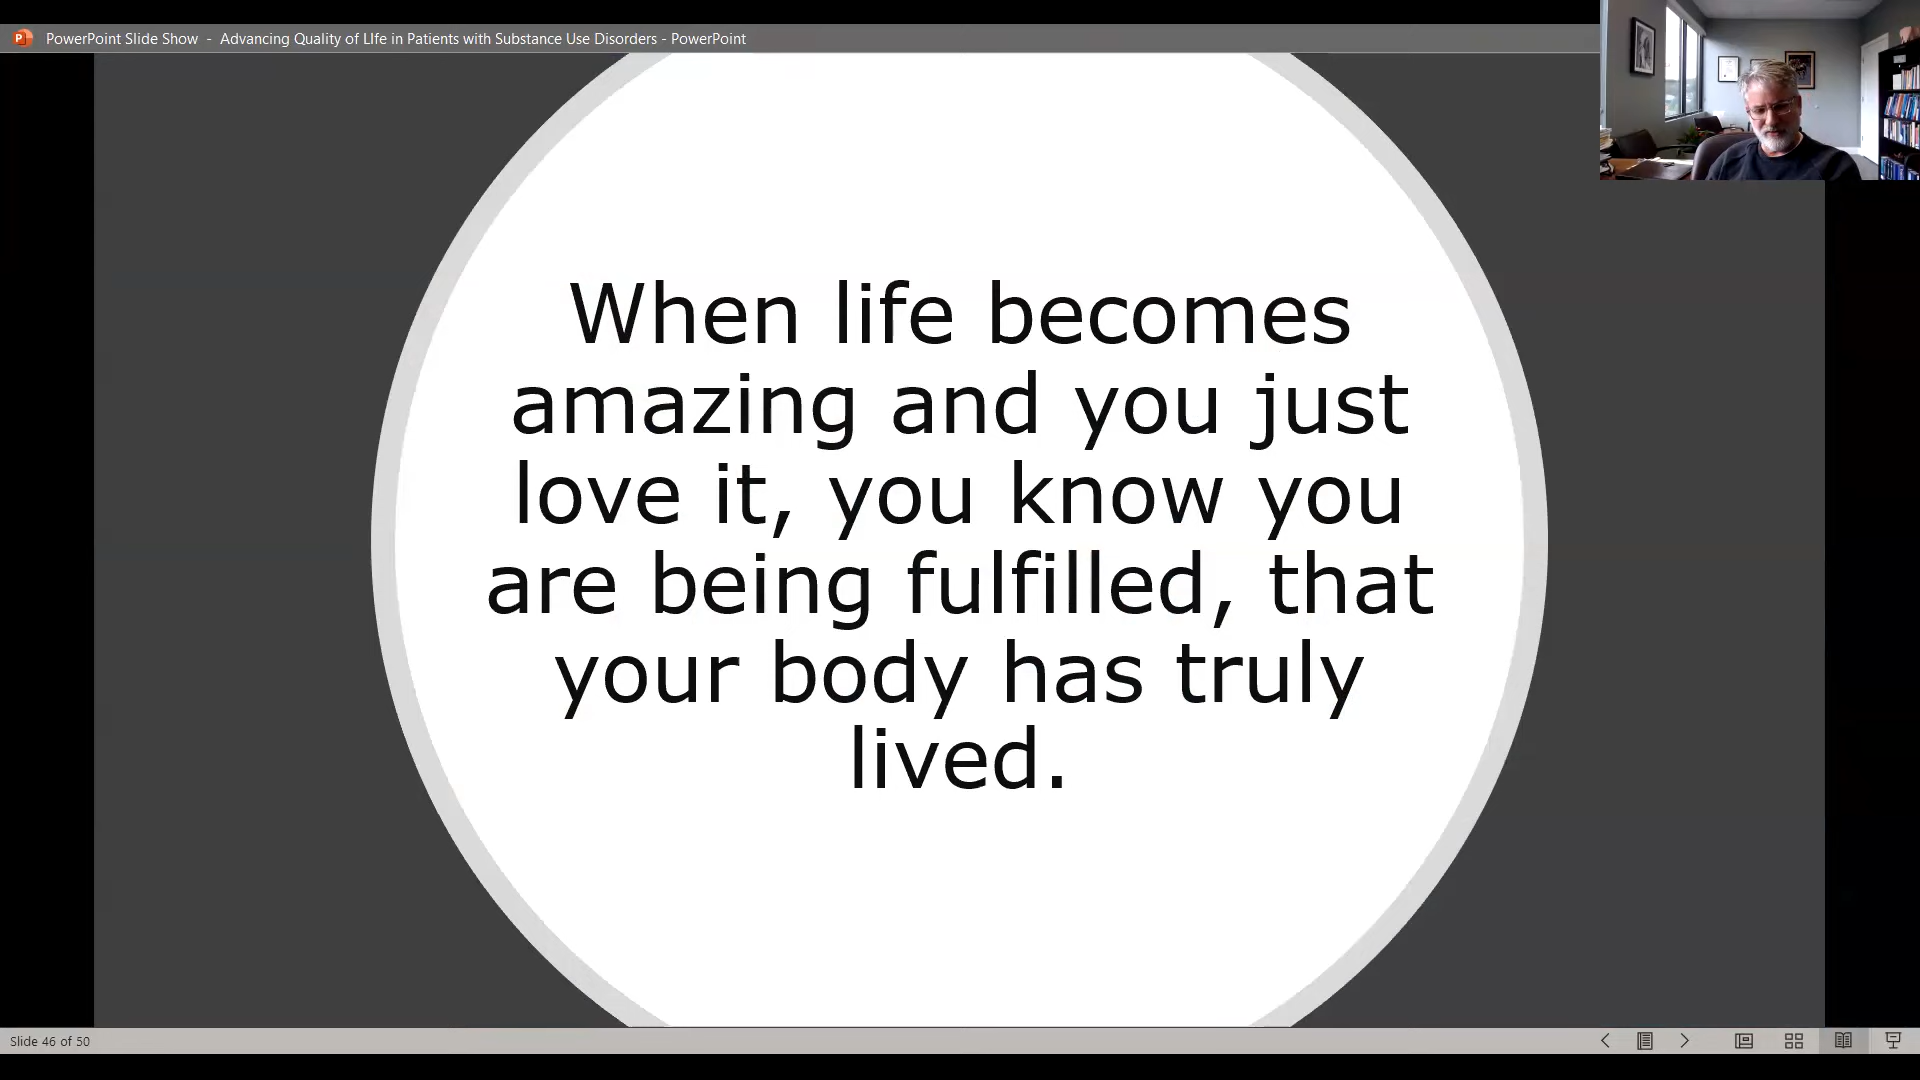 PowerPoint Slide Show - Advancing Quality of LIfe in Patients with Substance Use Disorders - PowerPoint
When life becomes
amazing and you just
love it, you know you
are being fulfilled, that
your body has truly
lived.
Slide 46 of 50